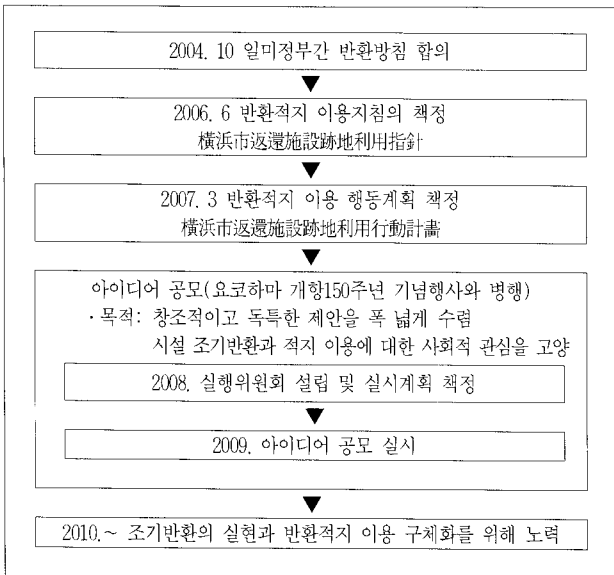 2004. 10 일미정부간 반환방침 합의
▼
2006. 6 반환적지 이용지침의 책정
橫浜市返還施設跡地利用指針
▼
2007. 3 반환적지 이용 행동계획 책정
橫浜市返還施設跡地利用行動計畫
▼
아이디어 공모(요코하마 개항150주년 기념행사와 병행)
· 목적: 창조적이고 독특한 제안을 폭 넓게 수렴
시설 조기반환과 적지 이용에 대한 사회적 관심을 고양
2008. 실행위원회 설립 및 실시계획 책정
▼
2009. 아이디어 공모 실시
▼
2010.~ 조기반환의 실현과 반환적지 이용 구체화를 위해 노력